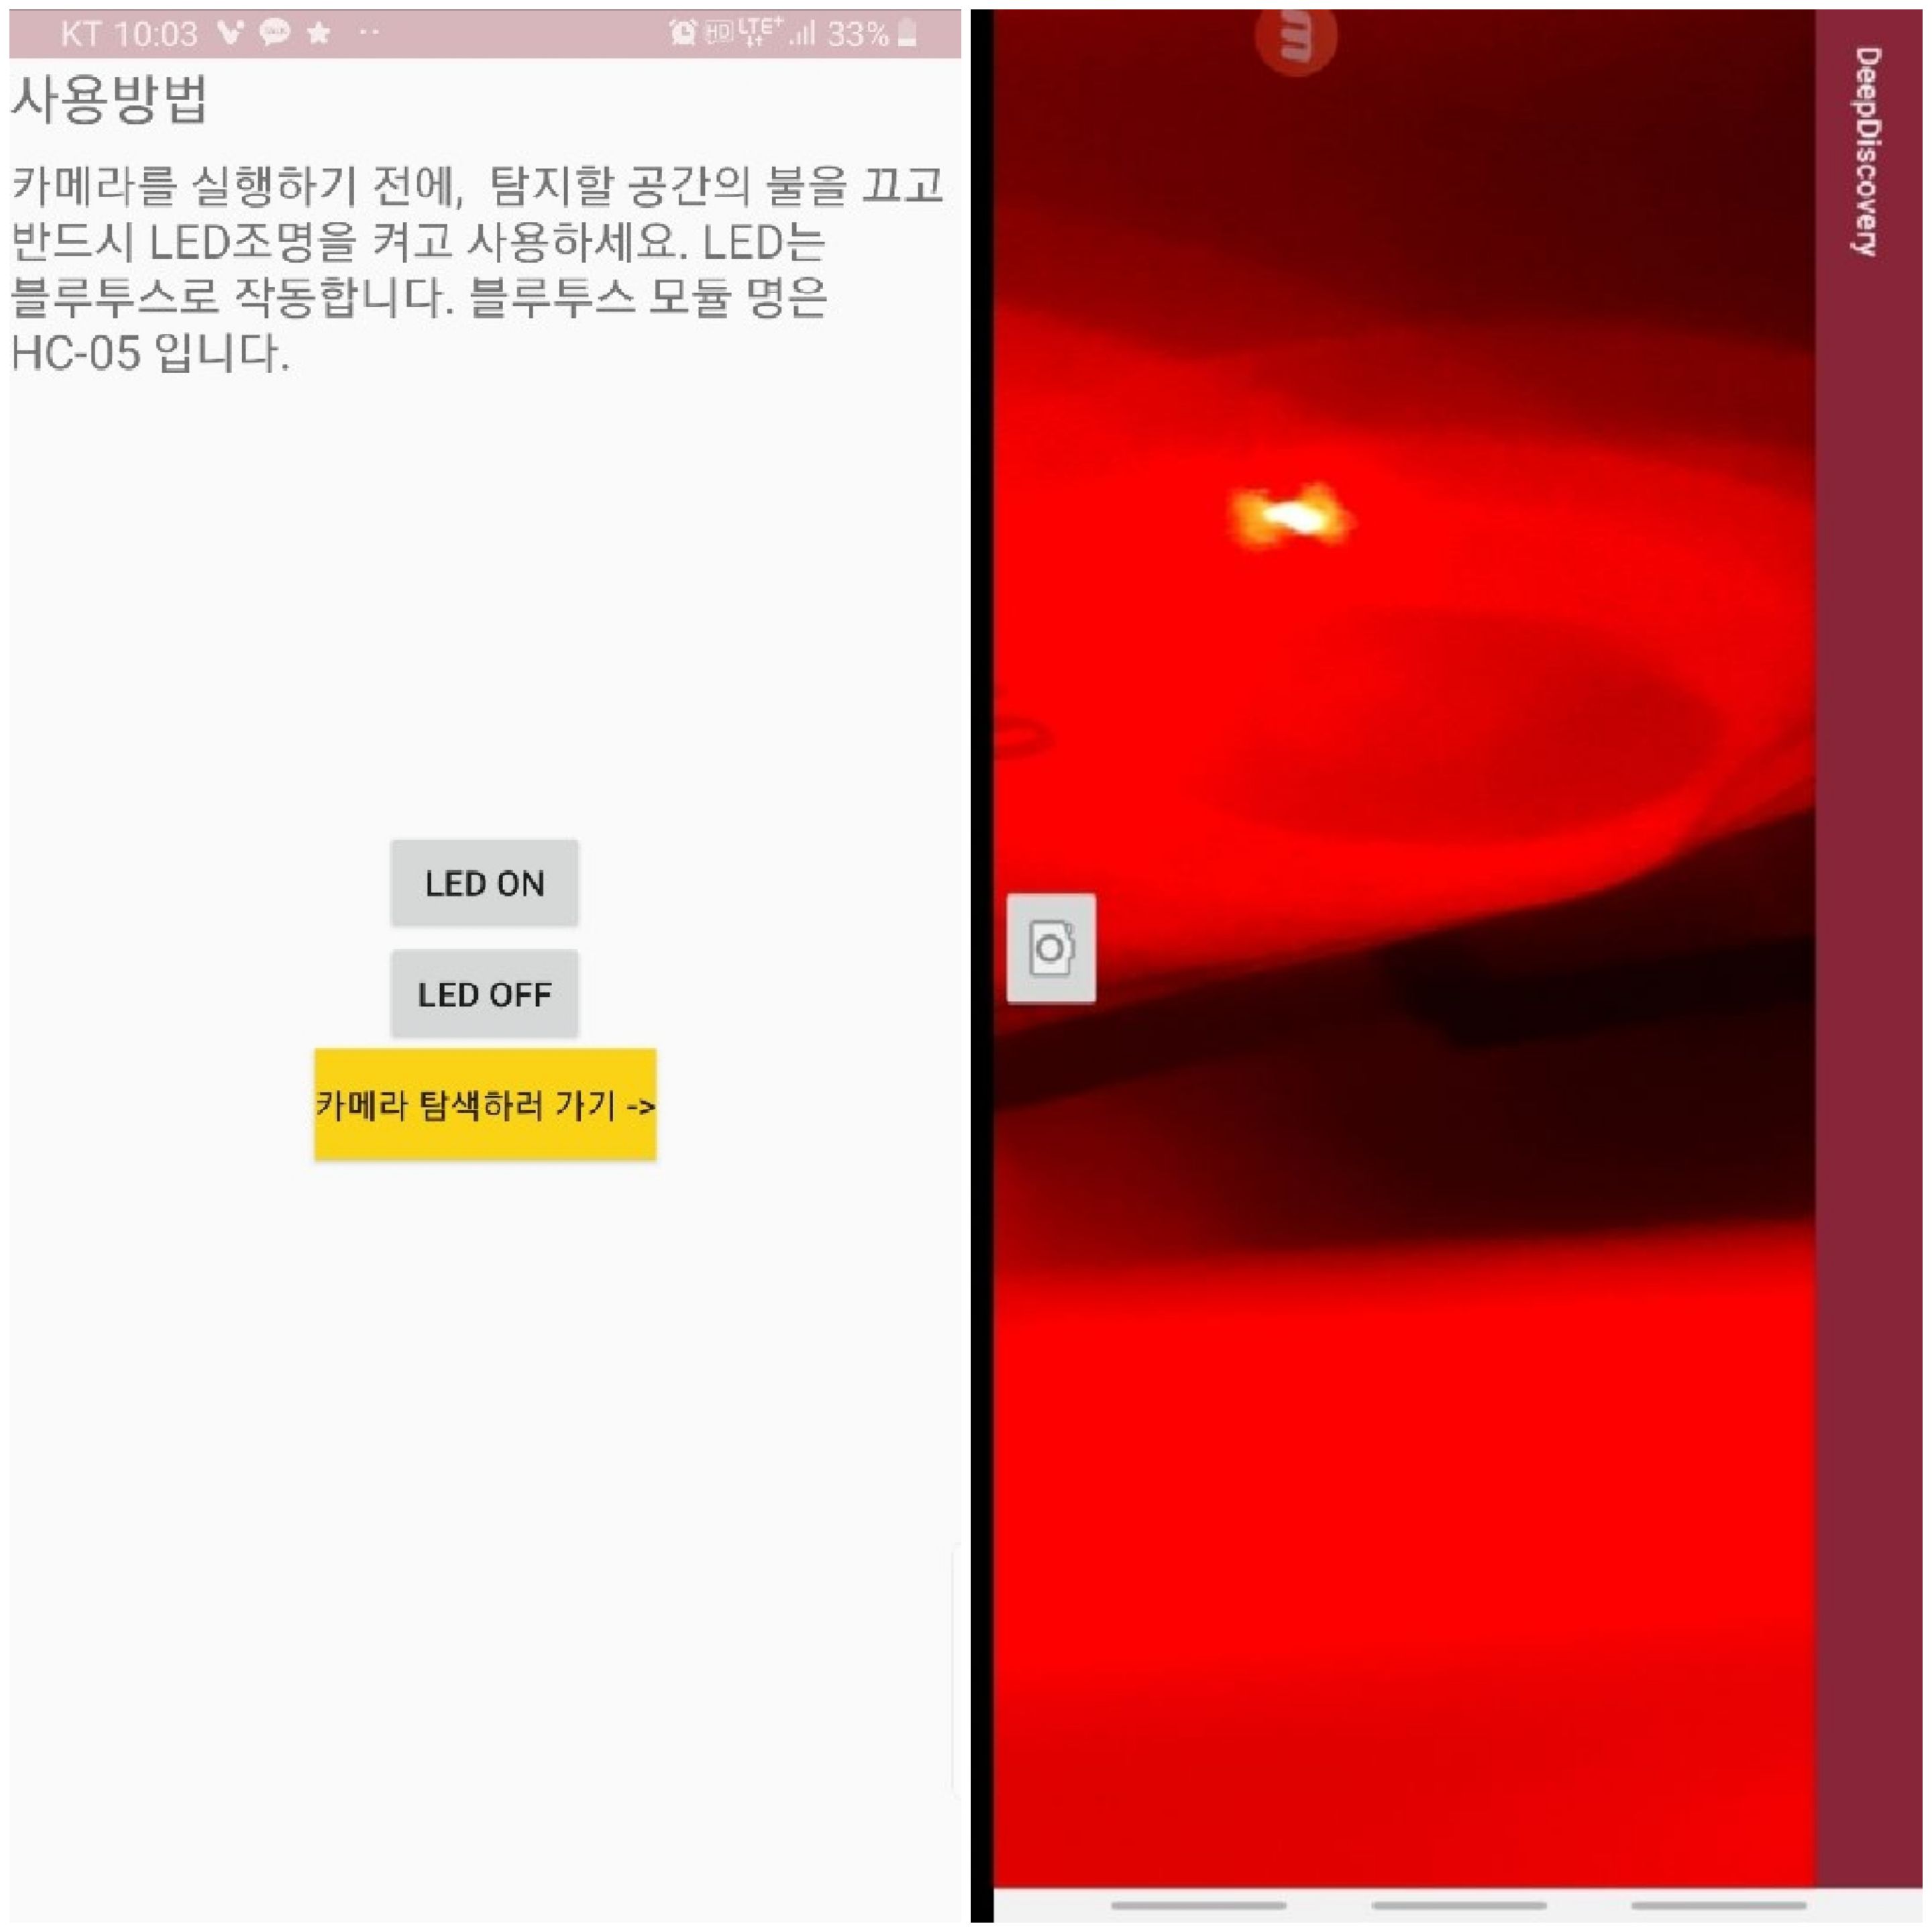 KT 10:03
HD LTE+ 33%
사용방법
카메라를 실행하기 전에, 탐지할 공간의 불을 끄고
반드시 LED조명을 켜고 사용하세요. LED는
블루투스로 작동합니다. 블루투스 모듈 명은
HC-05 입니다.
LED ON
LED OFF
카메라 탐색하러 가기 ->
m
DeepDiscovery